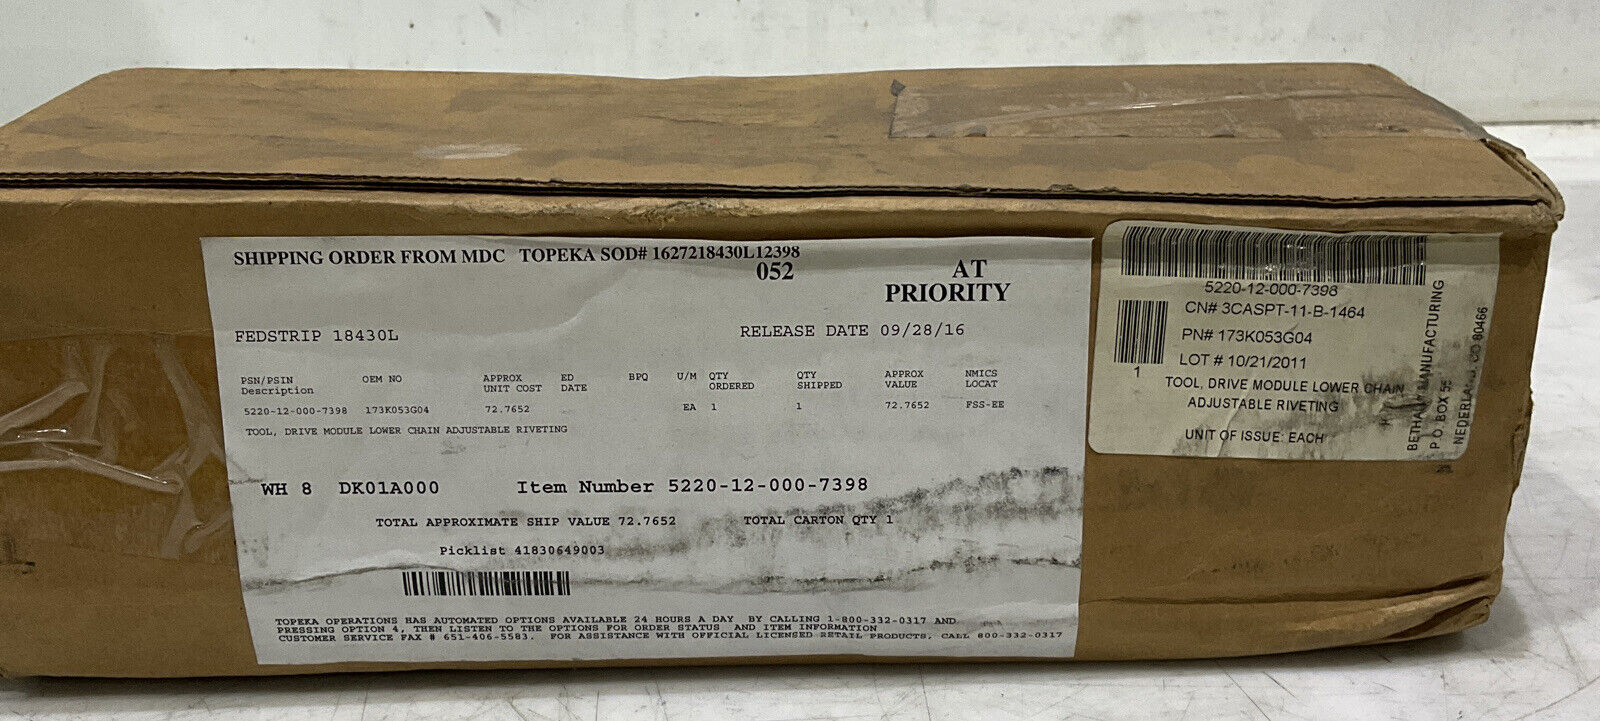 SHIPPING ORDER FROM MDC TOPEKA SOD# 1627218430L12398
052
AT
PRIORITY
FEDSTRIP 18430L
RELEASE DATE 09/28/16
PSN/PSIN OEM NO APPROX ED BPQ U/M QTY QTY APPROX NMICS
Description UNIT COST DATE ORDERED SHIPPED VALUE LOCAT
5220-12-000-7398 173K053G04 72.7652 EA 1 1 72.7652 FSS-EE
TOOL, DRIVE MODULE LOWER CHAIN ADJUSTABLE RIVETING
WH 8 DK01A000 Item Number 5220-12-000-7398
TOTAL APPROXIMATE SHIP VALUE 72.7652 TOTAL CARTON QTY 1
Picklist 41830649003
TOPEKA OPERATIONS HAS AUTOMATED OPTIONS AVAILABLE 24 HOURS A DAY BY CALLING 1-800-332-0317 AND
PRESSING OPTION 4, THEN LISTEN TO THE OPTIONS FOR ORDER STATUS AND ITEM INFORMATION
CUSTOMER SERVICE FAX # 651-406-5583. FOR ASSISTANCE WITH OFFICIAL LICENSED RETAIL PRODUCTS, CALL 800-332-0317
5220-12-000-7398
CN# 3CASPT-11-B-1464
PN# 173K053G04
LOT # 10/21/2011
1
TOOL, DRIVE MODULE LOWER CHAIN
ADJUSTABLE RIVETING
UNIT OF ISSUE: EACH
BETHANY MANUFACTURING
P.O. BOX 55
NEDERLAND, CO 80466